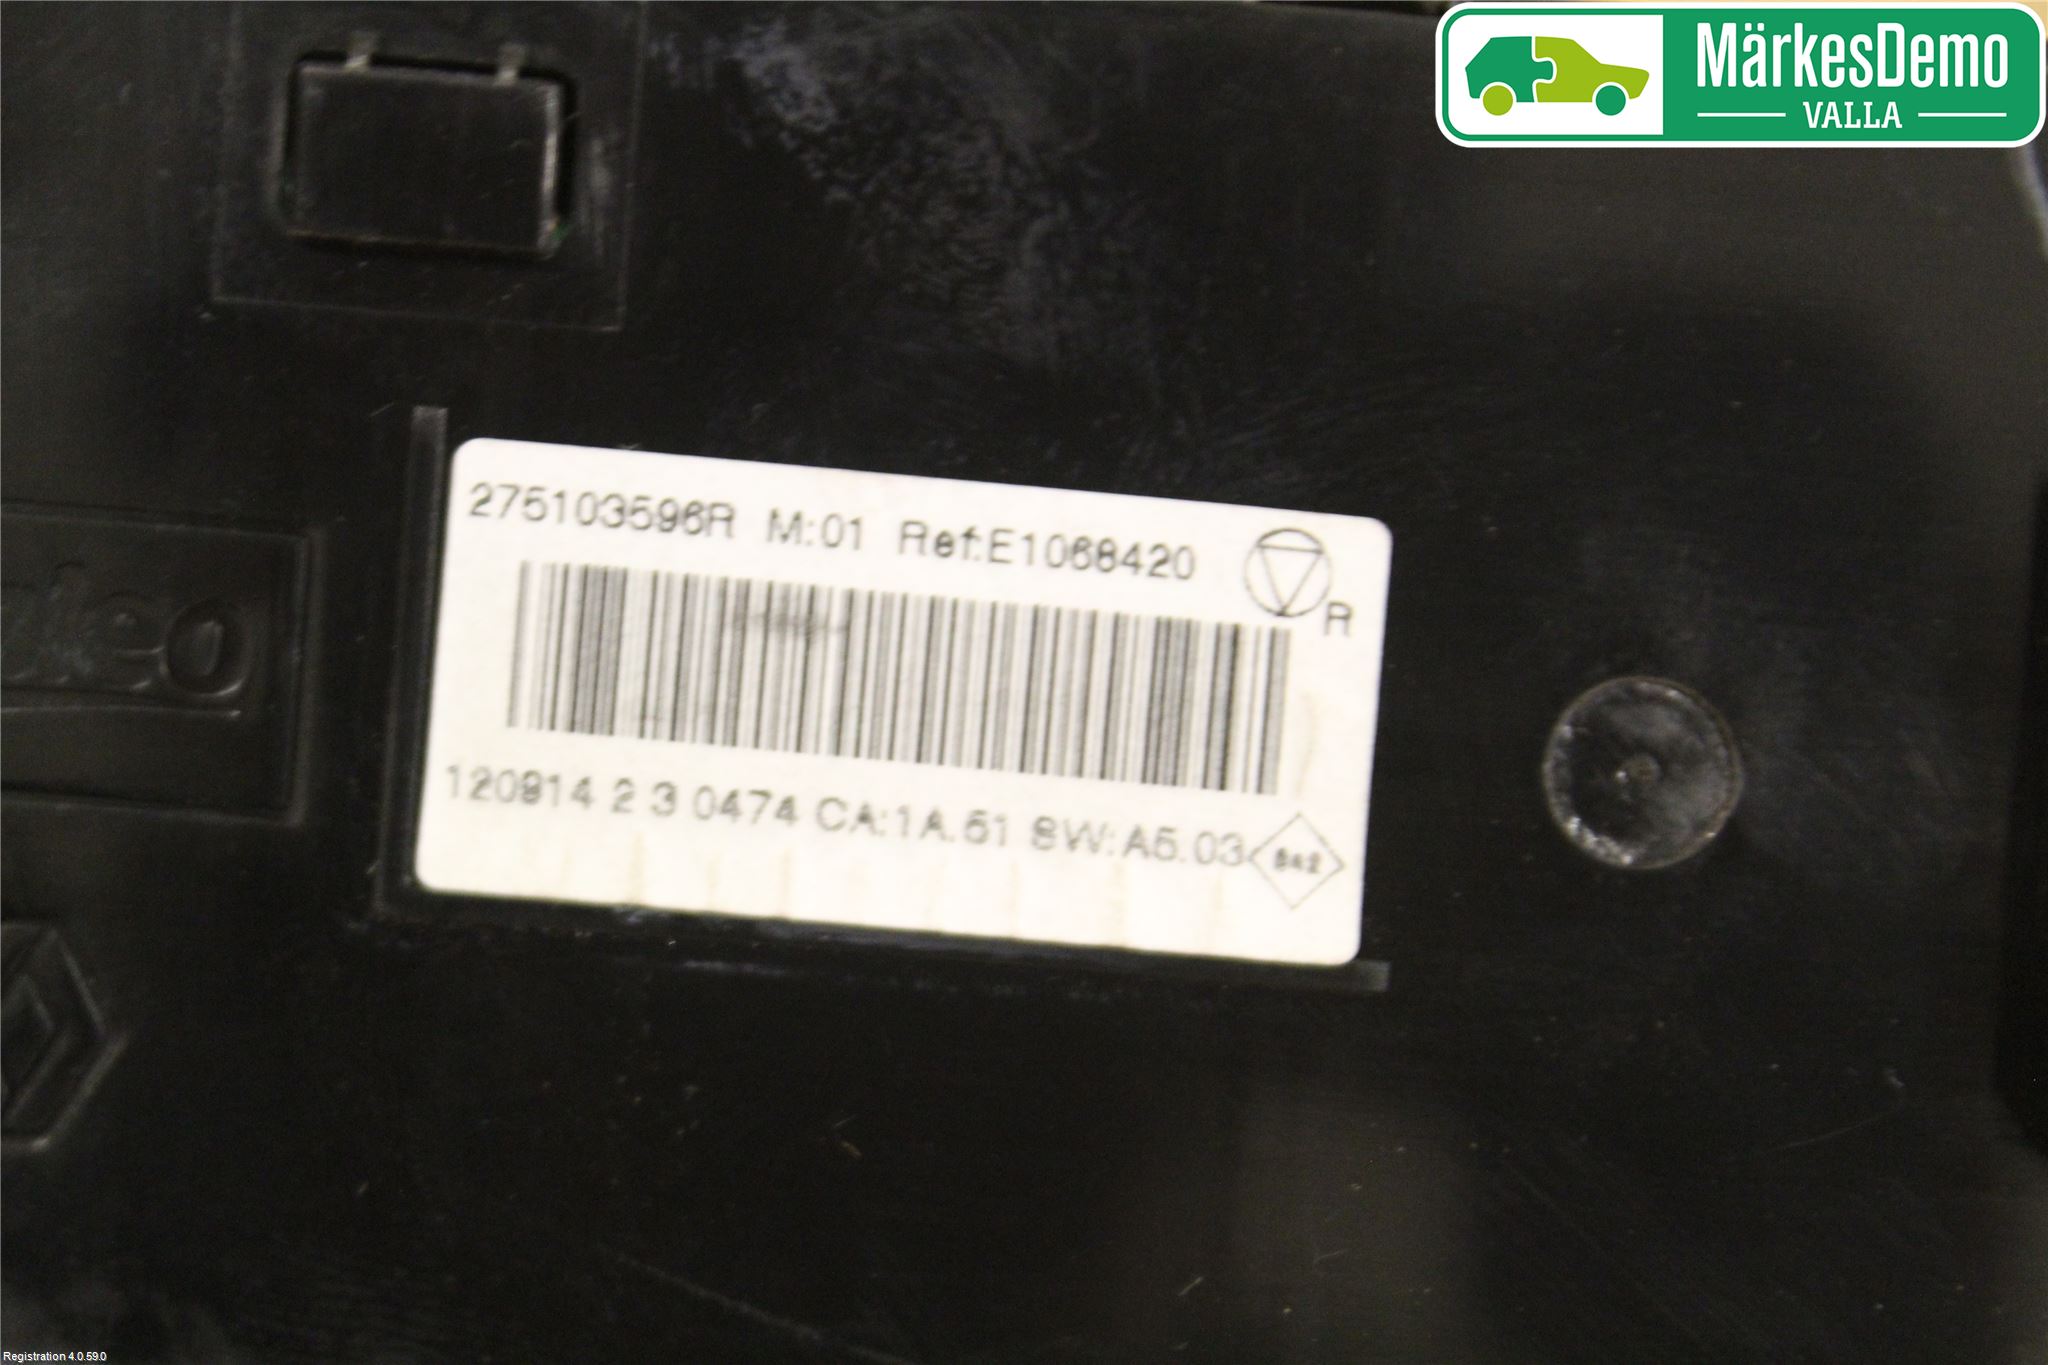 MärkesDemo
VALLA
275103596R M:01 Ref:E1068420
R
120914 2 3 0474 CA:1A.51 SW:A5.03
Registration 4.0.59.0